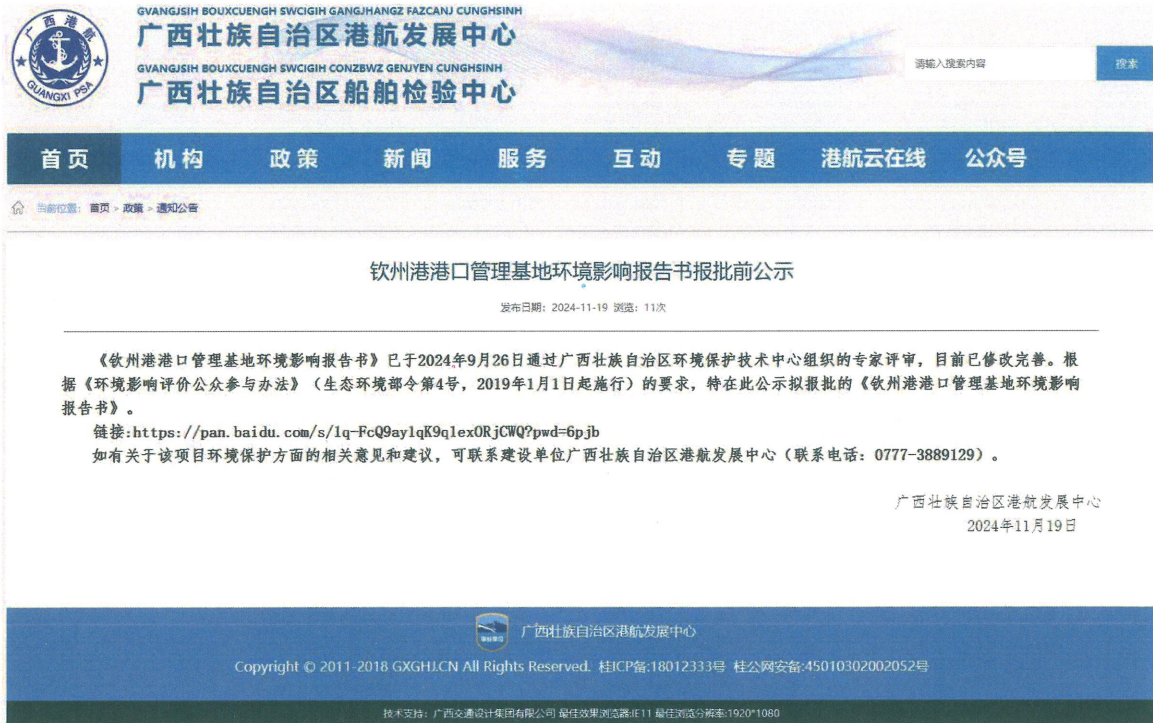 广西港航
GUANGXI PSA
GVANGJSIH BOUXCUENGH SWCIGIH GANGJHANGZ FAZCANJ CUNGHSINH
广西壮族自治区港航发展中心
GVANGJSIH BOUXCUENGH SWCIGIH CONZBWZ GENJYEN CUNGHSINH
广西壮族自治区船舶检验中心
请输入搜索内容
搜索
首页 机构 政策 新闻 服务 互动 专题 港航云在线 公众号
当前位置: 首页 > 政策 > 通知公告
钦州港港口管理基地环境影响报告书报批前公示
发布日期: 2024-11-19 浏览: 11次
《钦州港港口管理基地环境影响报告书》已于2024年9月26日通过广西壮族自治区环境保护技术中心组织的专家评审，目前已修改完善。根
据《环境影响评价公众参与办法》（生态环境部令第4号，2019年1月1日起施行）的要求，特在此公示拟报批的《钦州港港口管理基地环境影响
报告书》。
链接:https://pan.baidu.com/s/1q-FcQ9ay1qK9q1exORjCWQ?pwd=6pjb
如有关于该项目环境保护方面的相关意见和建议，可联系建设单位广西壮族自治区港航发展中心（联系电话：0777-3889129）。
广西壮族自治区港航发展中心
2024年11月19日
事业单位
广西壮族自治区港航发展中心
Copyright © 2011-2018 GXGHJ.CN All Rights Reserved. 桂ICP备:18012333号 桂公网安备:45010302002052号
技术支持：广西交通设计集团有限公司 最佳效果浏览器:IE11 最佳浏览分辨率:1920*1080